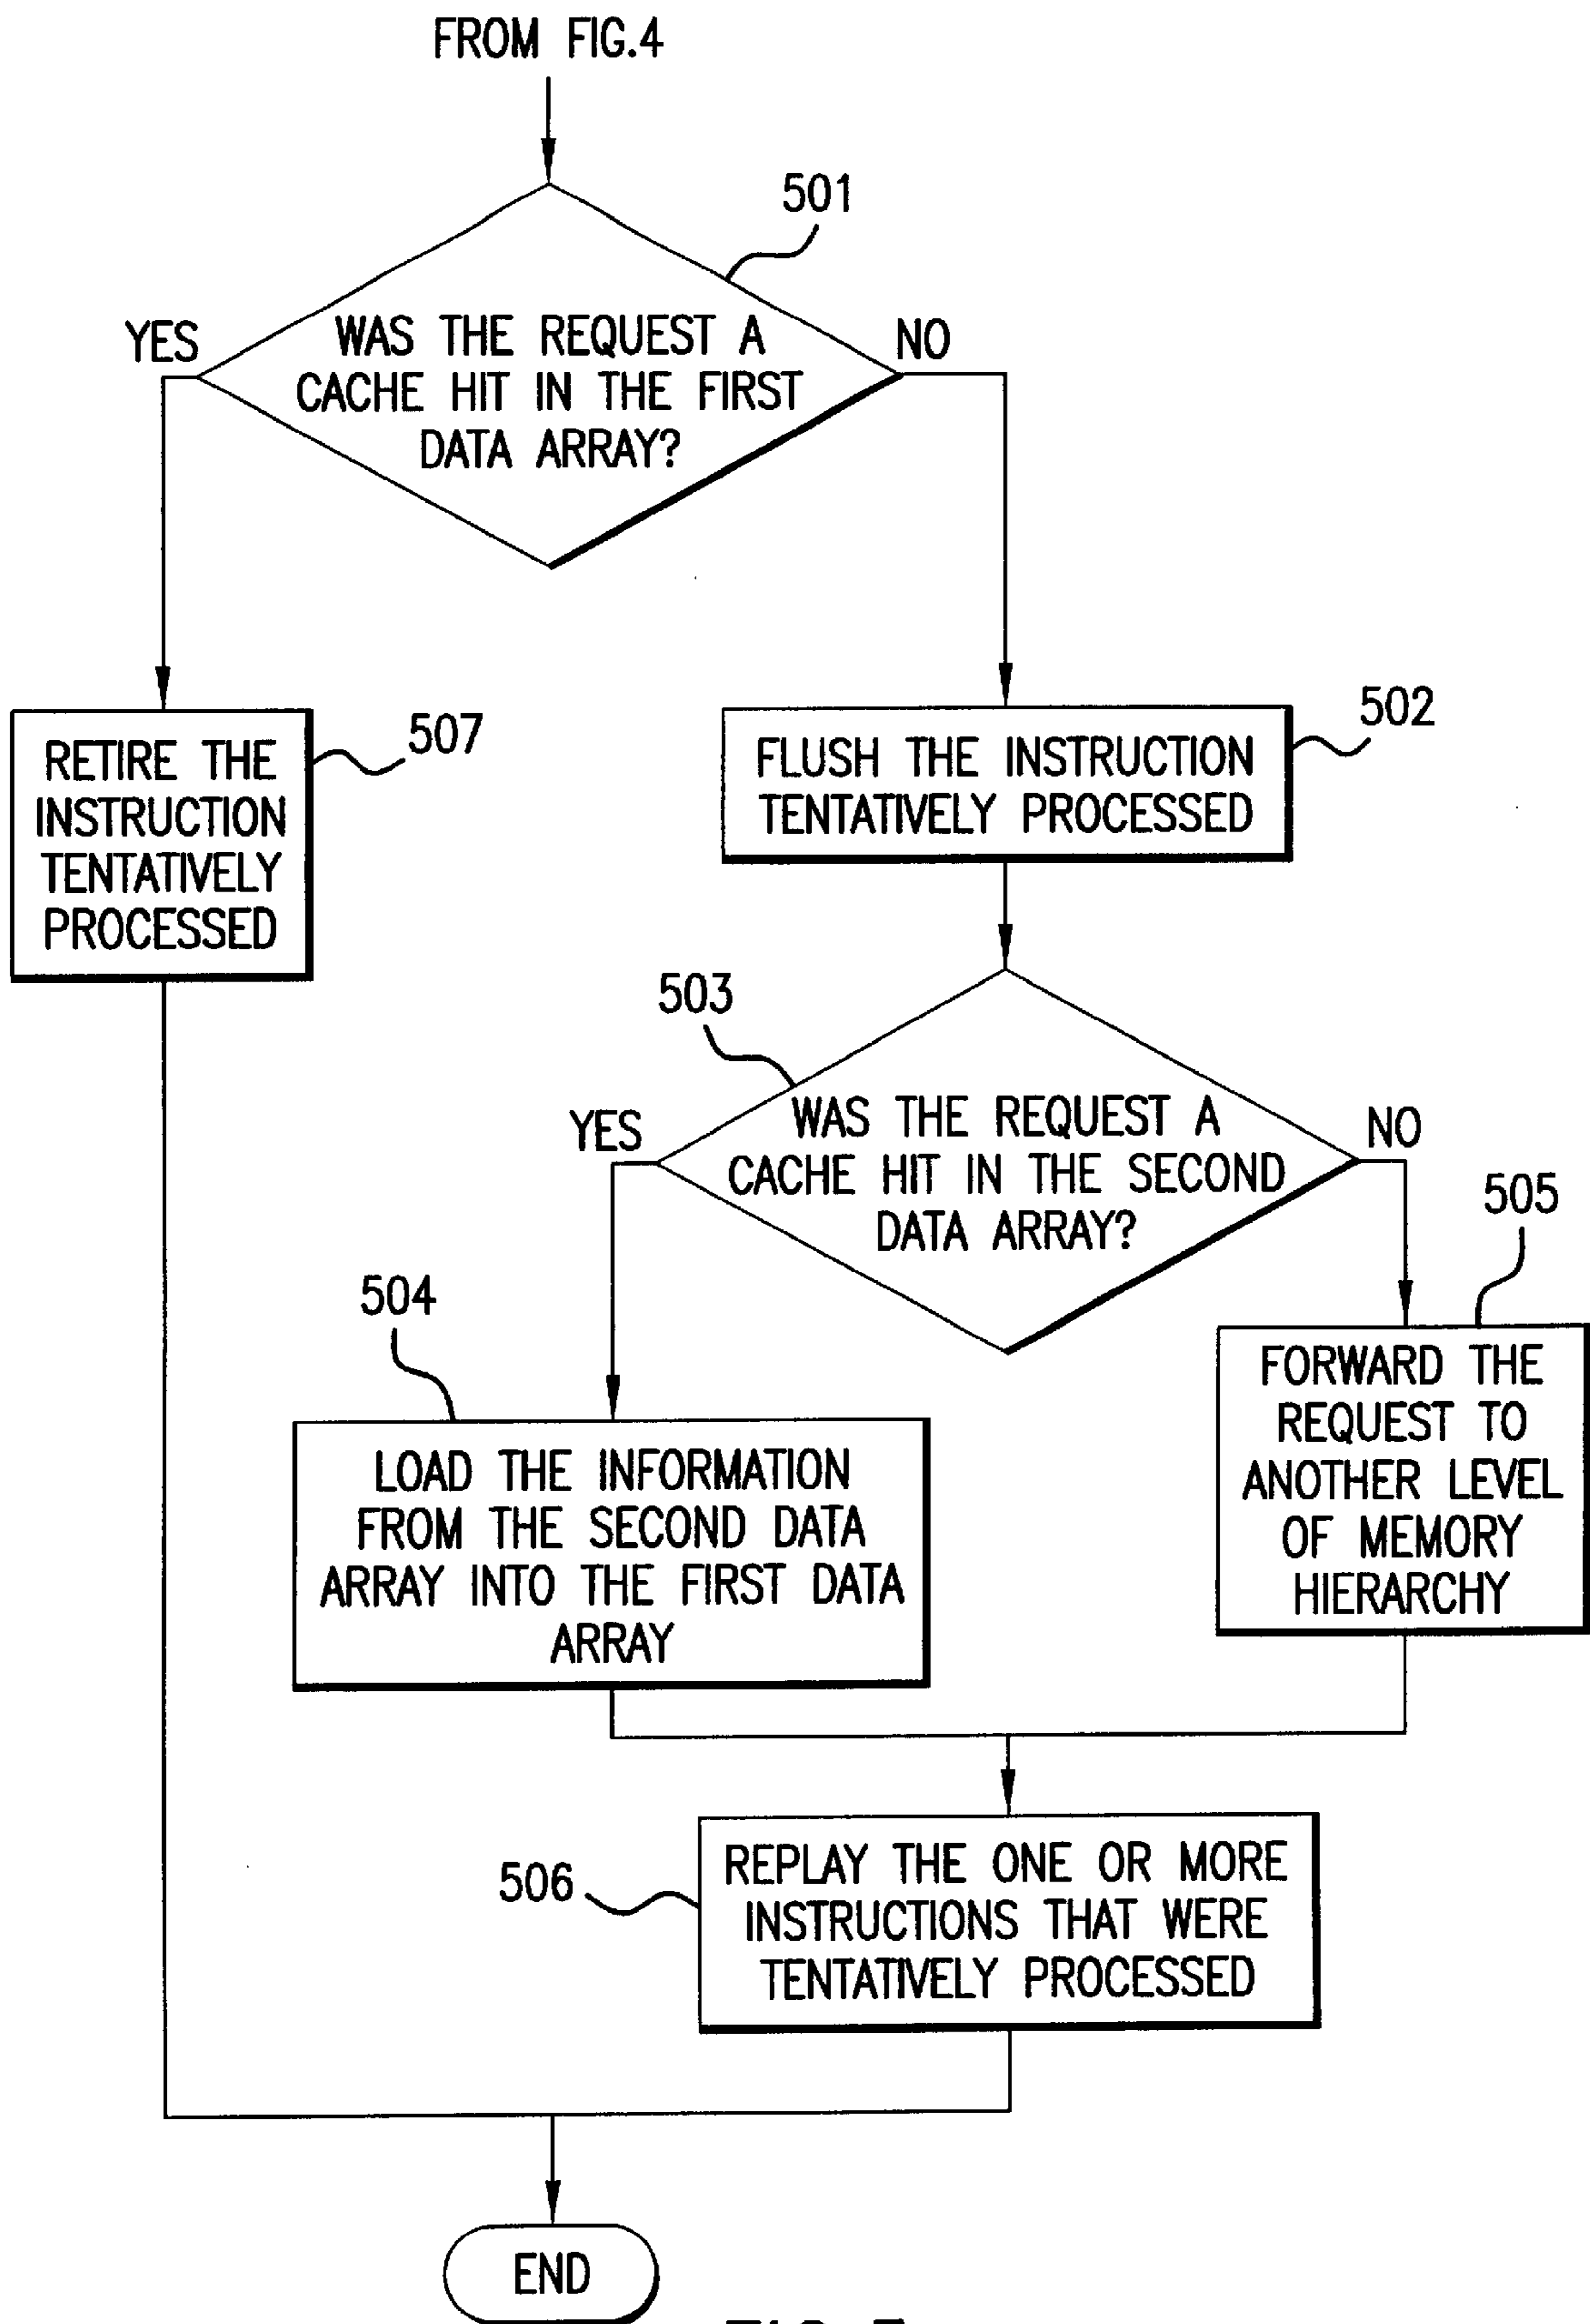 FROM FIG.4
501
YES
NO
WAS THE REQUEST A
CACHE HIT IN THE FIRST
DATA ARRAY?
507
RETIRE THE
INSTRUCTION
TENTATIVELY
PROCESSED
502
FLUSH THE INSTRUCTION
TENTATIVELY PROCESSED
503
YES
NO
WAS THE REQUEST A
CACHE HIT IN THE SECOND
DATA ARRAY?
505
FORWARD THE
REQUEST TO
ANOTHER LEVEL
OF MEMORY
HIERARCHY
504
LOAD THE INFORMATION
FROM THE SECOND DATA
ARRAY INTO THE FIRST DATA
ARRAY
506
REPLAY THE ONE OR MORE
INSTRUCTIONS THAT WERE
TENTATIVELY PROCESSED
END